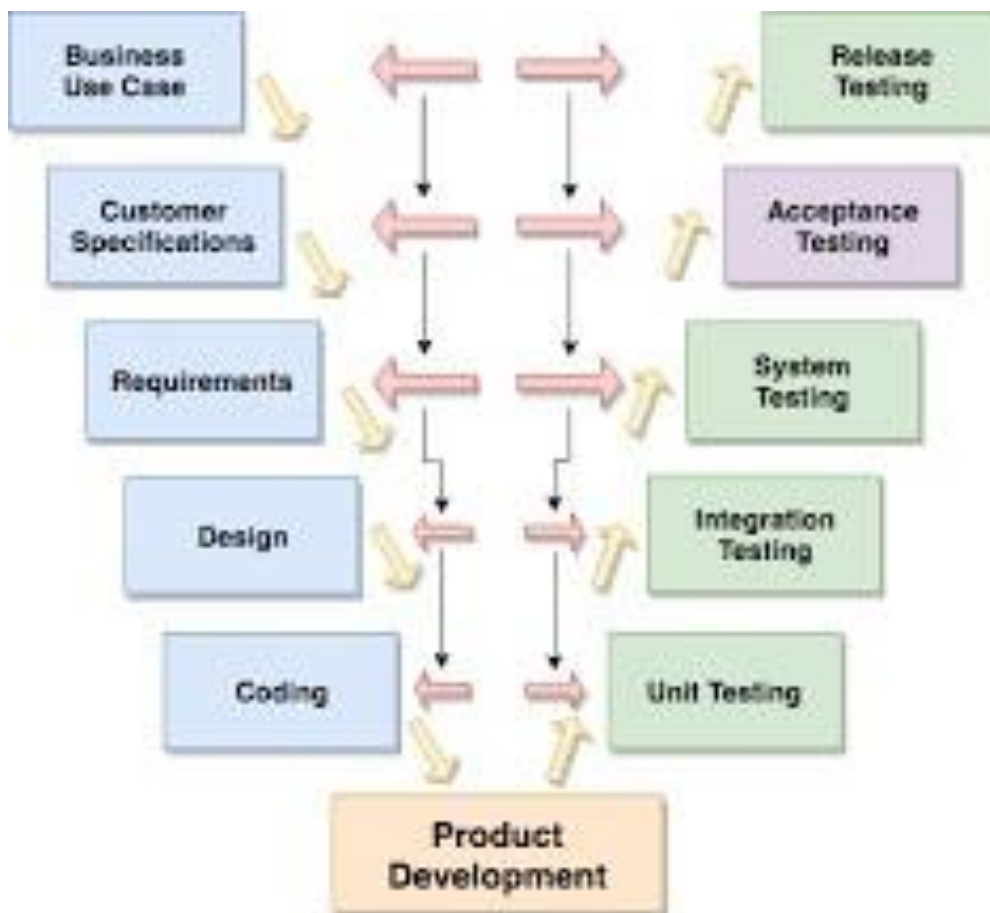 Business
Use Case
Release
Testing
Customer
Specifications
Acceptance
Testing
Requirements
System
Testing
Design
Integration
Testing
Coding
Unit Testing
Product
Development